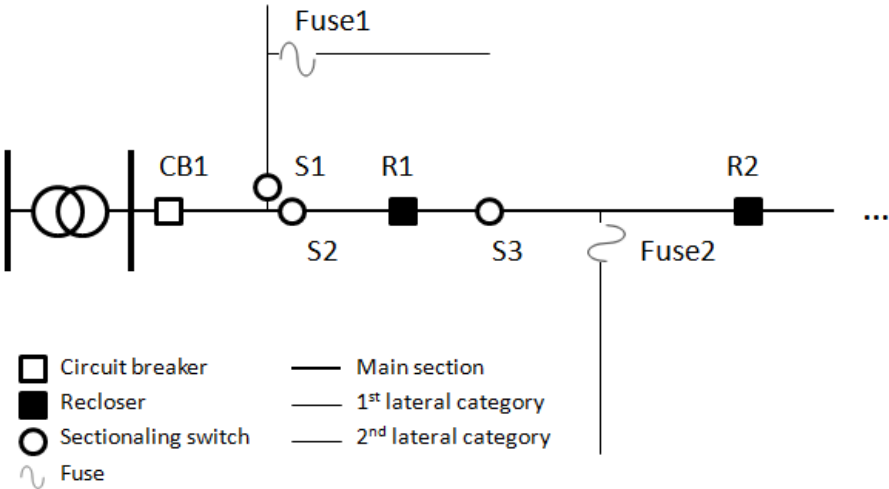 Fuse1
CB1
S1
R1
R2
S2
S3
Fuse2
...
Circuit breaker
Main section
Recloser
1st lateral category
Sectionaling switch
2nd lateral category
Fuse